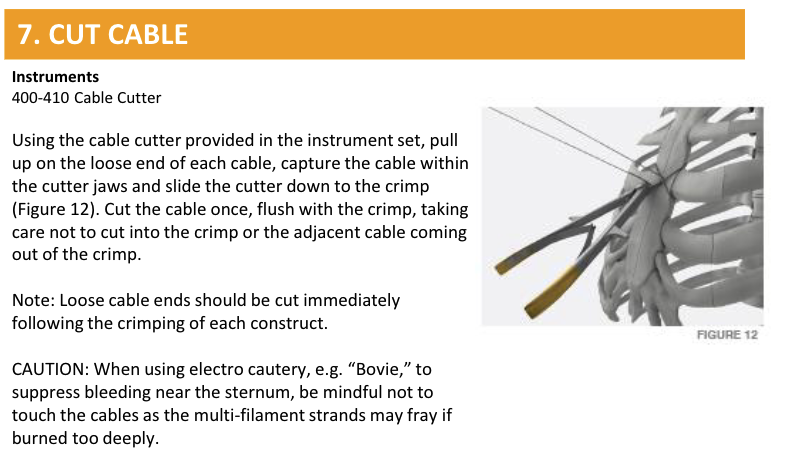 7. CUT CABLE
Instruments
400-410 Cable Cutter
Using the cable cutter provided in the instrument set, pull
up on the loose end of each cable, capture the cable within
the cutter jaws and slide the cutter down to the crimp
(Figure 12). Cut the cable once, flush with the crimp, taking
care not to cut into the crimp or the adjacent cable coming
out of the crimp.
Note: Loose cable ends should be cut immediately
following the crimping of each construct.
CAUTION: When using electro cautery, e.g. “Bovie,” to
suppress bleeding near the sternum, be mindful not to
touch the cables as the multi-filament strands may fray if
burned too deeply.
FIGURE 12